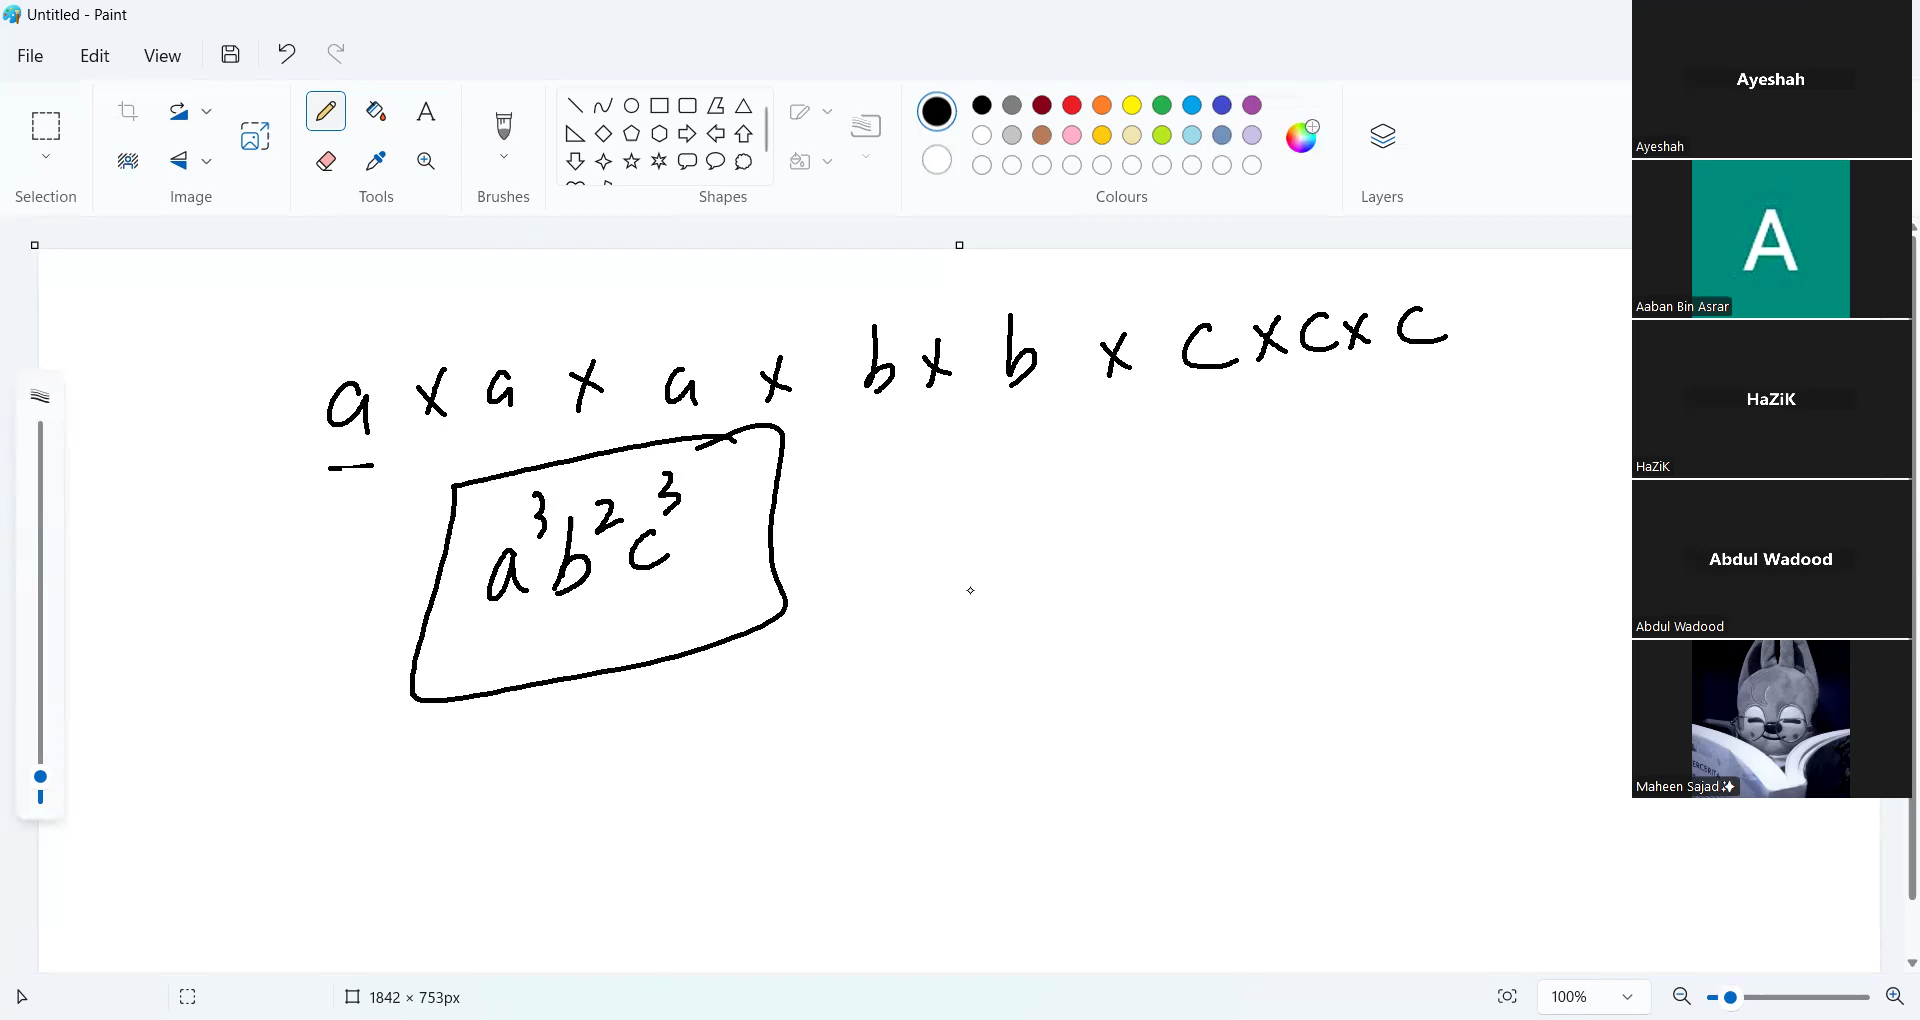 Untitled - Paint
File Edit View
Selection Image Tools Brushes Shapes Colours Layers
A
a x a x a x b x b x c x c x c
a³b²c³
Ayeshah
Ayeshah
A
Aaban Bin Asrar
HaZiK
HaZiK
Abdul Wadood
Abdul Wadood
Maheen Sajad✨
1842 × 753px
100%